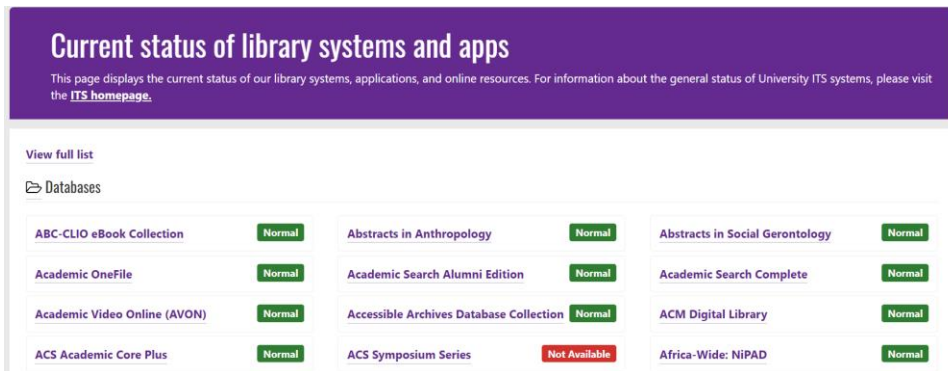 Current status of library systems and apps
This page displays the current status of our library systems, applications, and online resources. For information about the general status of University ITS systems, please visit
the ITS homepage.
View full list
Databases
ABC-CLIO eBook Collection Normal Abstracts in Anthropology Normal Abstracts in Social Gerontology Normal
Academic OneFile Normal Academic Search Alumni Edition Normal Academic Search Complete Normal
Academic Video Online (AVON) Normal Accessible Archives Database Collection Normal ACM Digital Library Normal
ACS Academic Core Plus Normal ACS Symposium Series Not Available Africa-Wide: NiPAD Normal